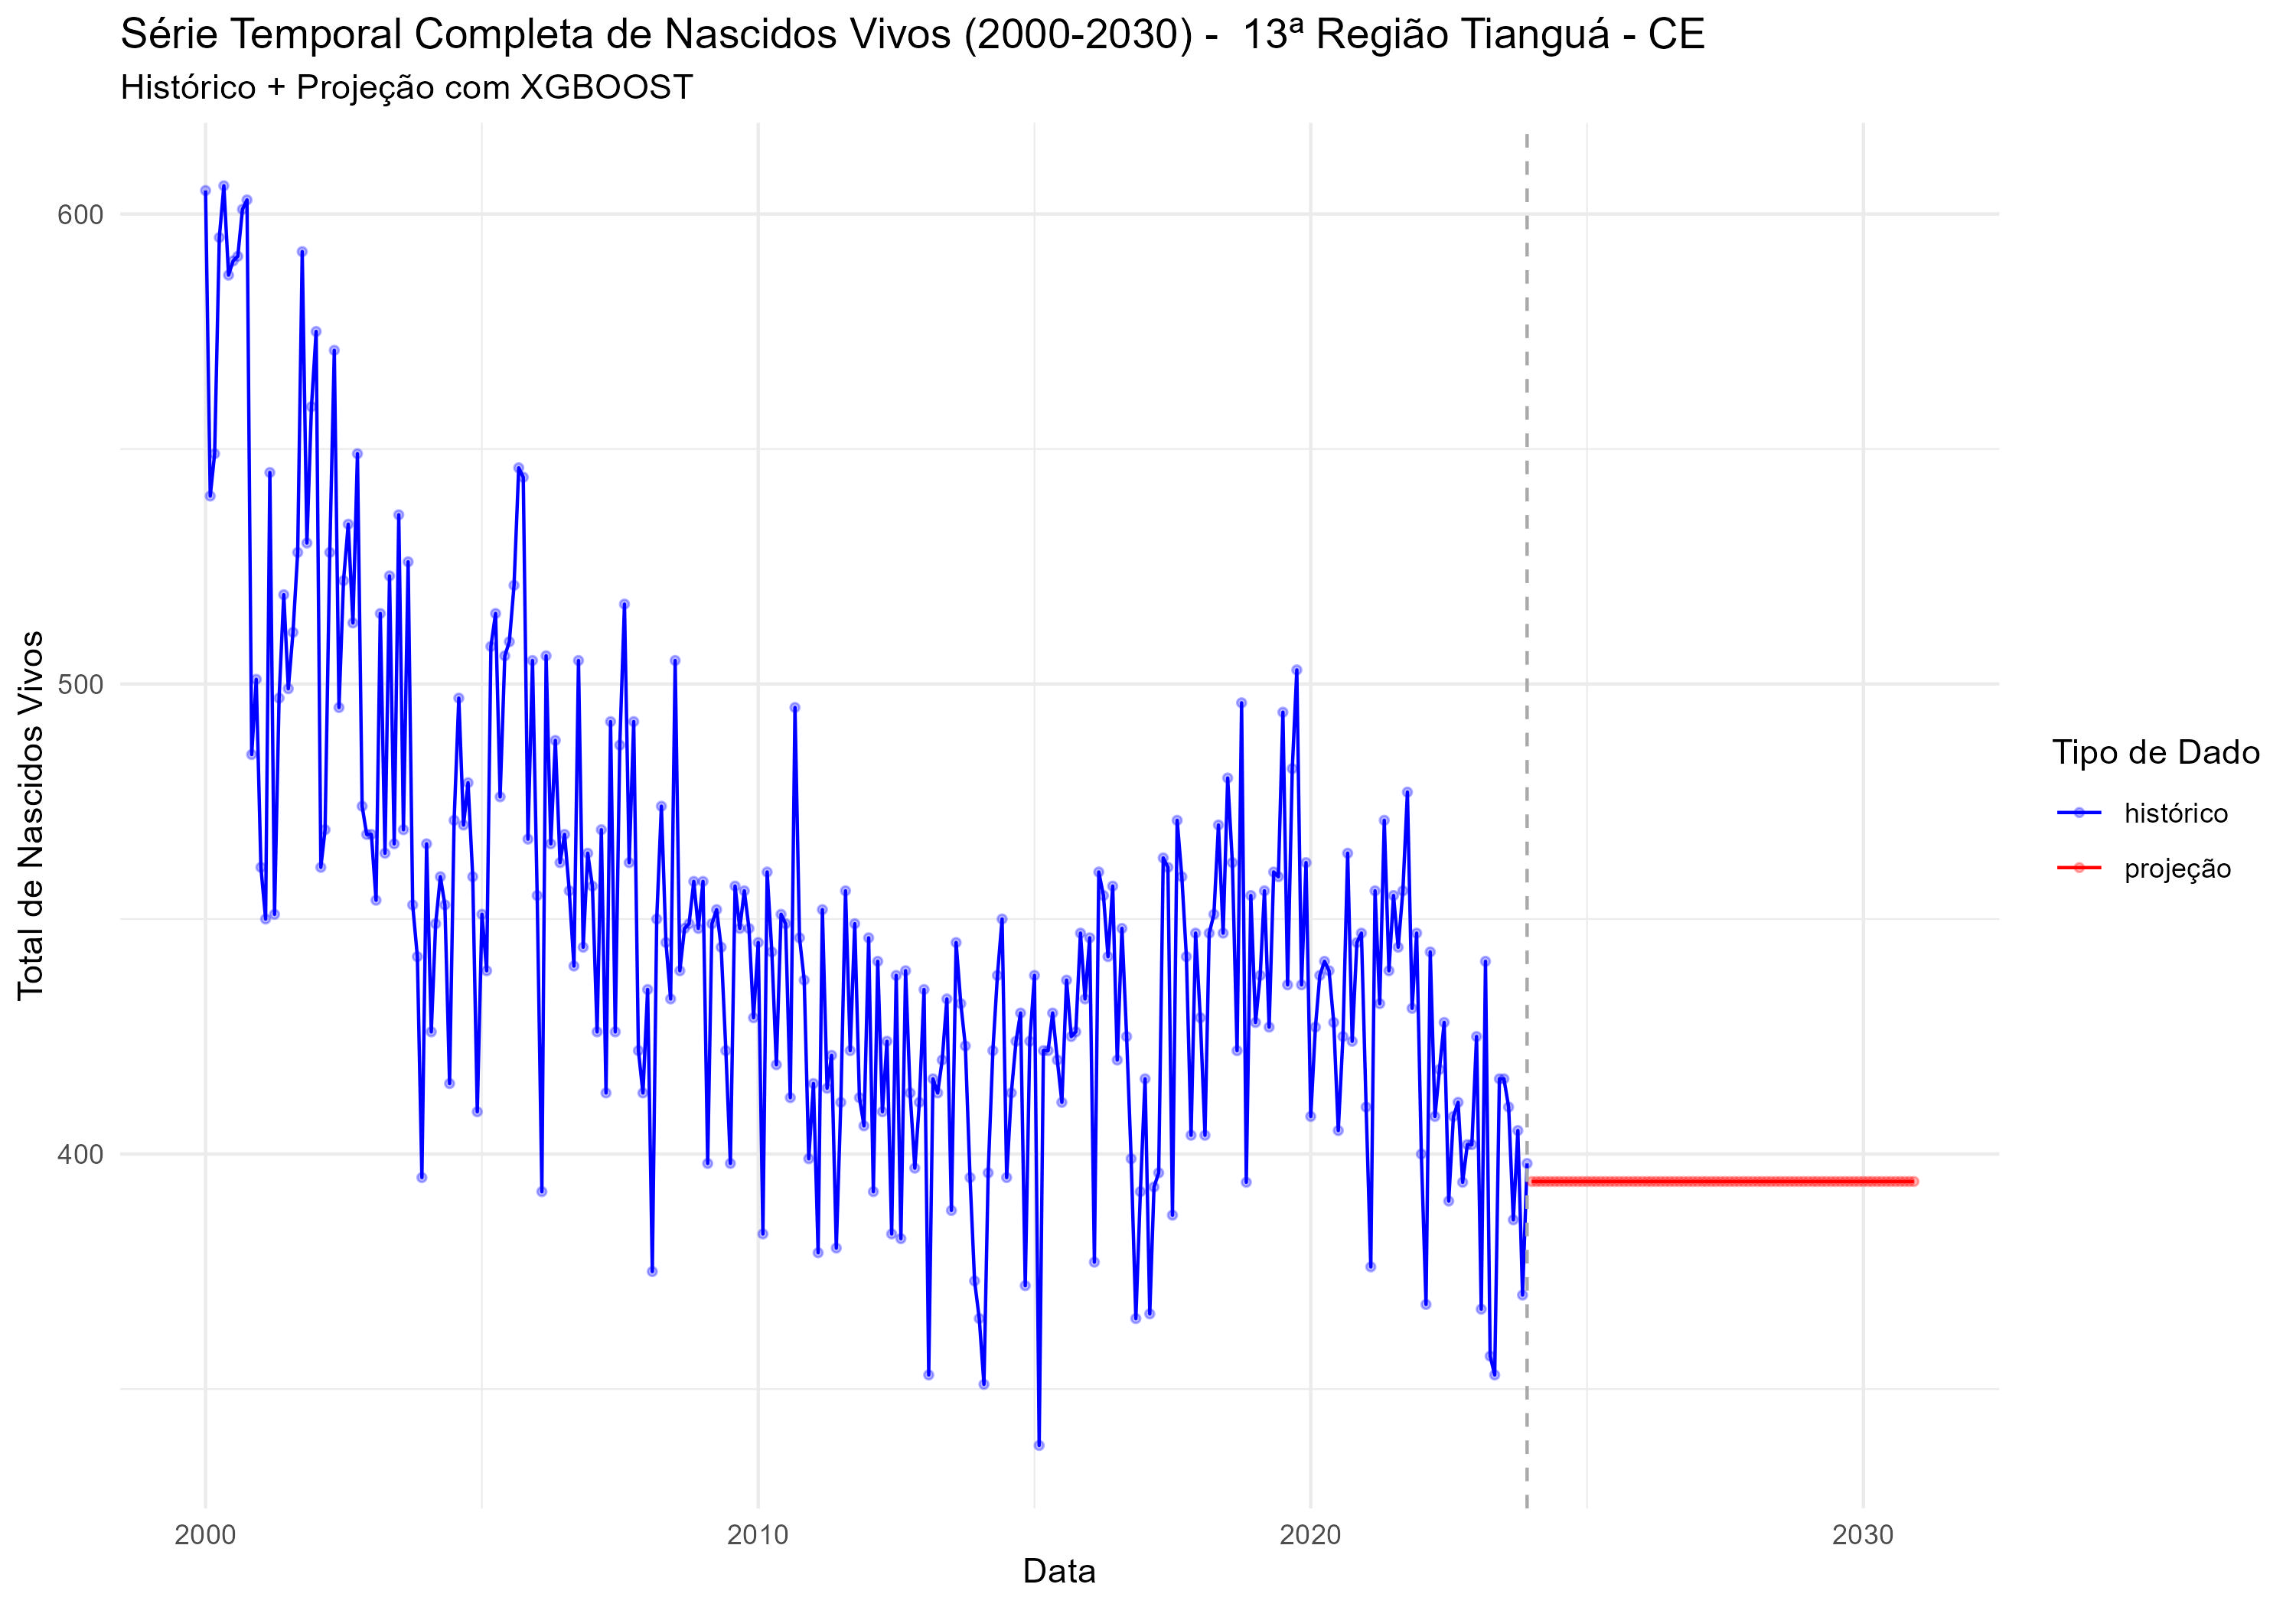 Série Temporal Completa de Nascidos Vivos (2000-2030) -  13ª Região Tianguá - CE
Histórico + Projeção com XGBOOST
Total de Nascidos Vivos
600
500
400
2000
2010
2020
2030
Data
Tipo de Dado
histórico
projeção